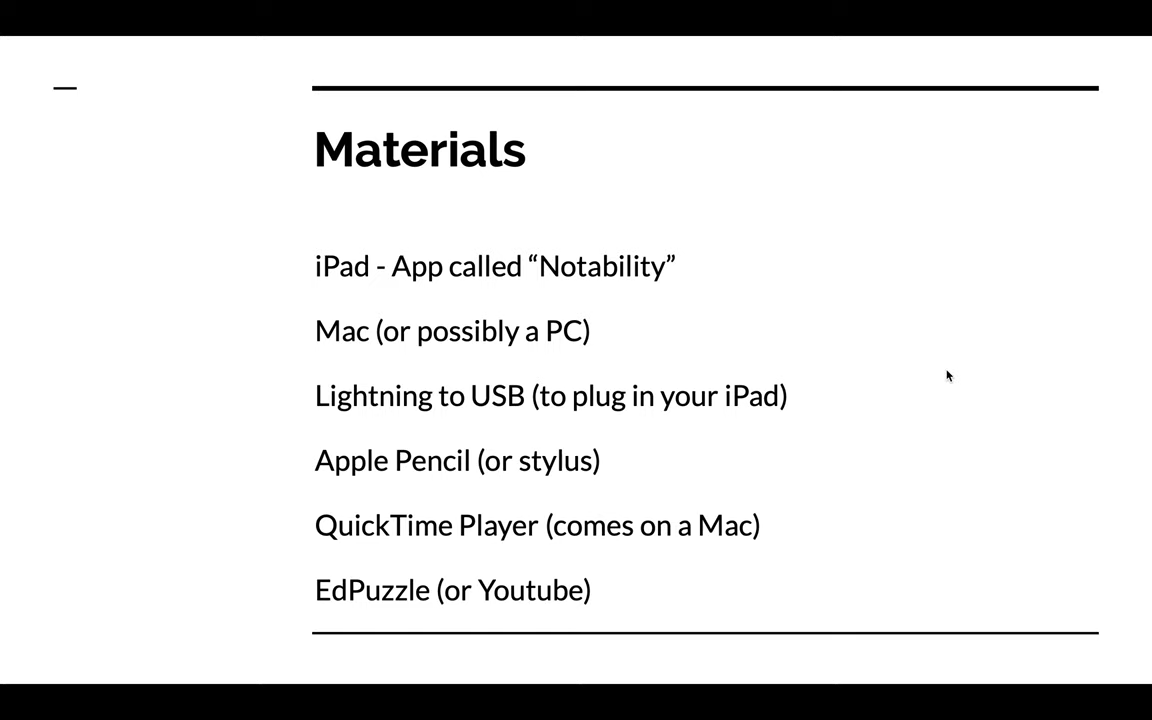 Materials
iPad - App called “Notability”
Mac (or possibly a PC)
Lightning to USB (to plug in your iPad)
Apple Pencil (or stylus)
QuickTime Player (comes on a Mac)
EdPuzzle (or Youtube)